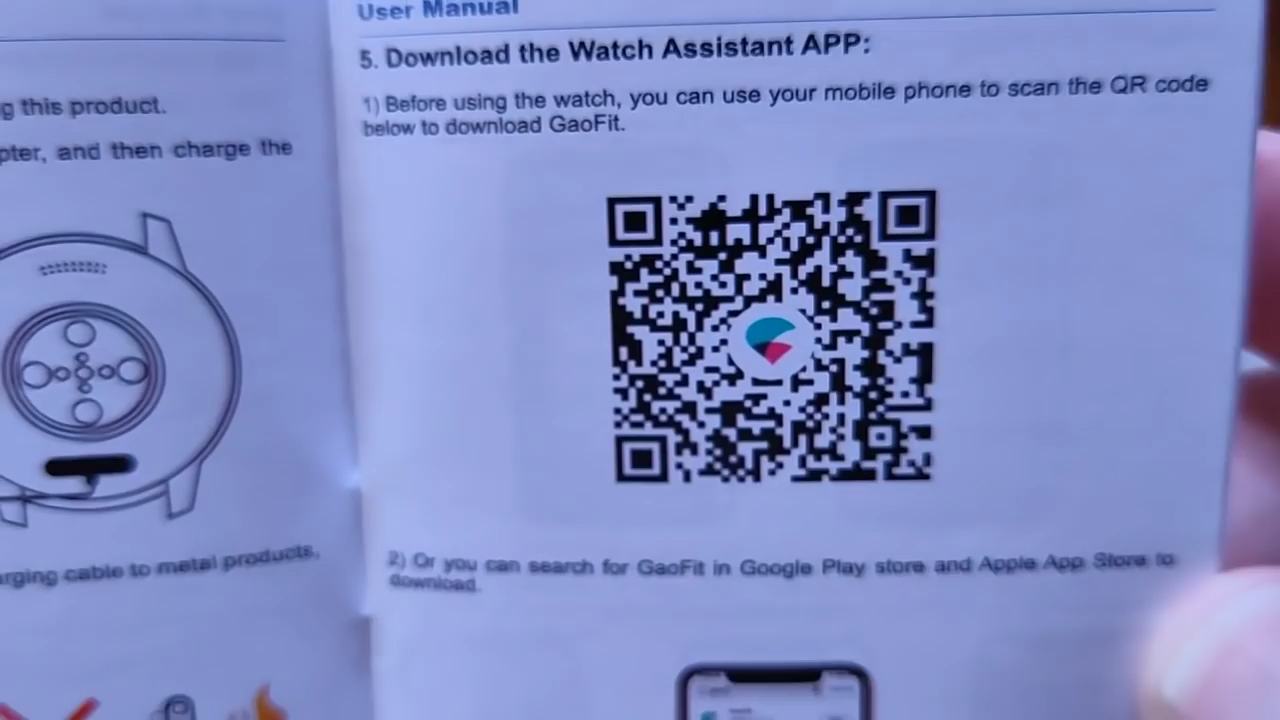 g this product.
pter, and then charge the
arging cable to metal products,
User Manual
5. Download the Watch Assistant APP:
1) Before using the watch, you can use your mobile phone to scan the QR code
below to download GaoFit.
2) Or you can search for GaoFit in Google Play store and Apple App Store to
download.